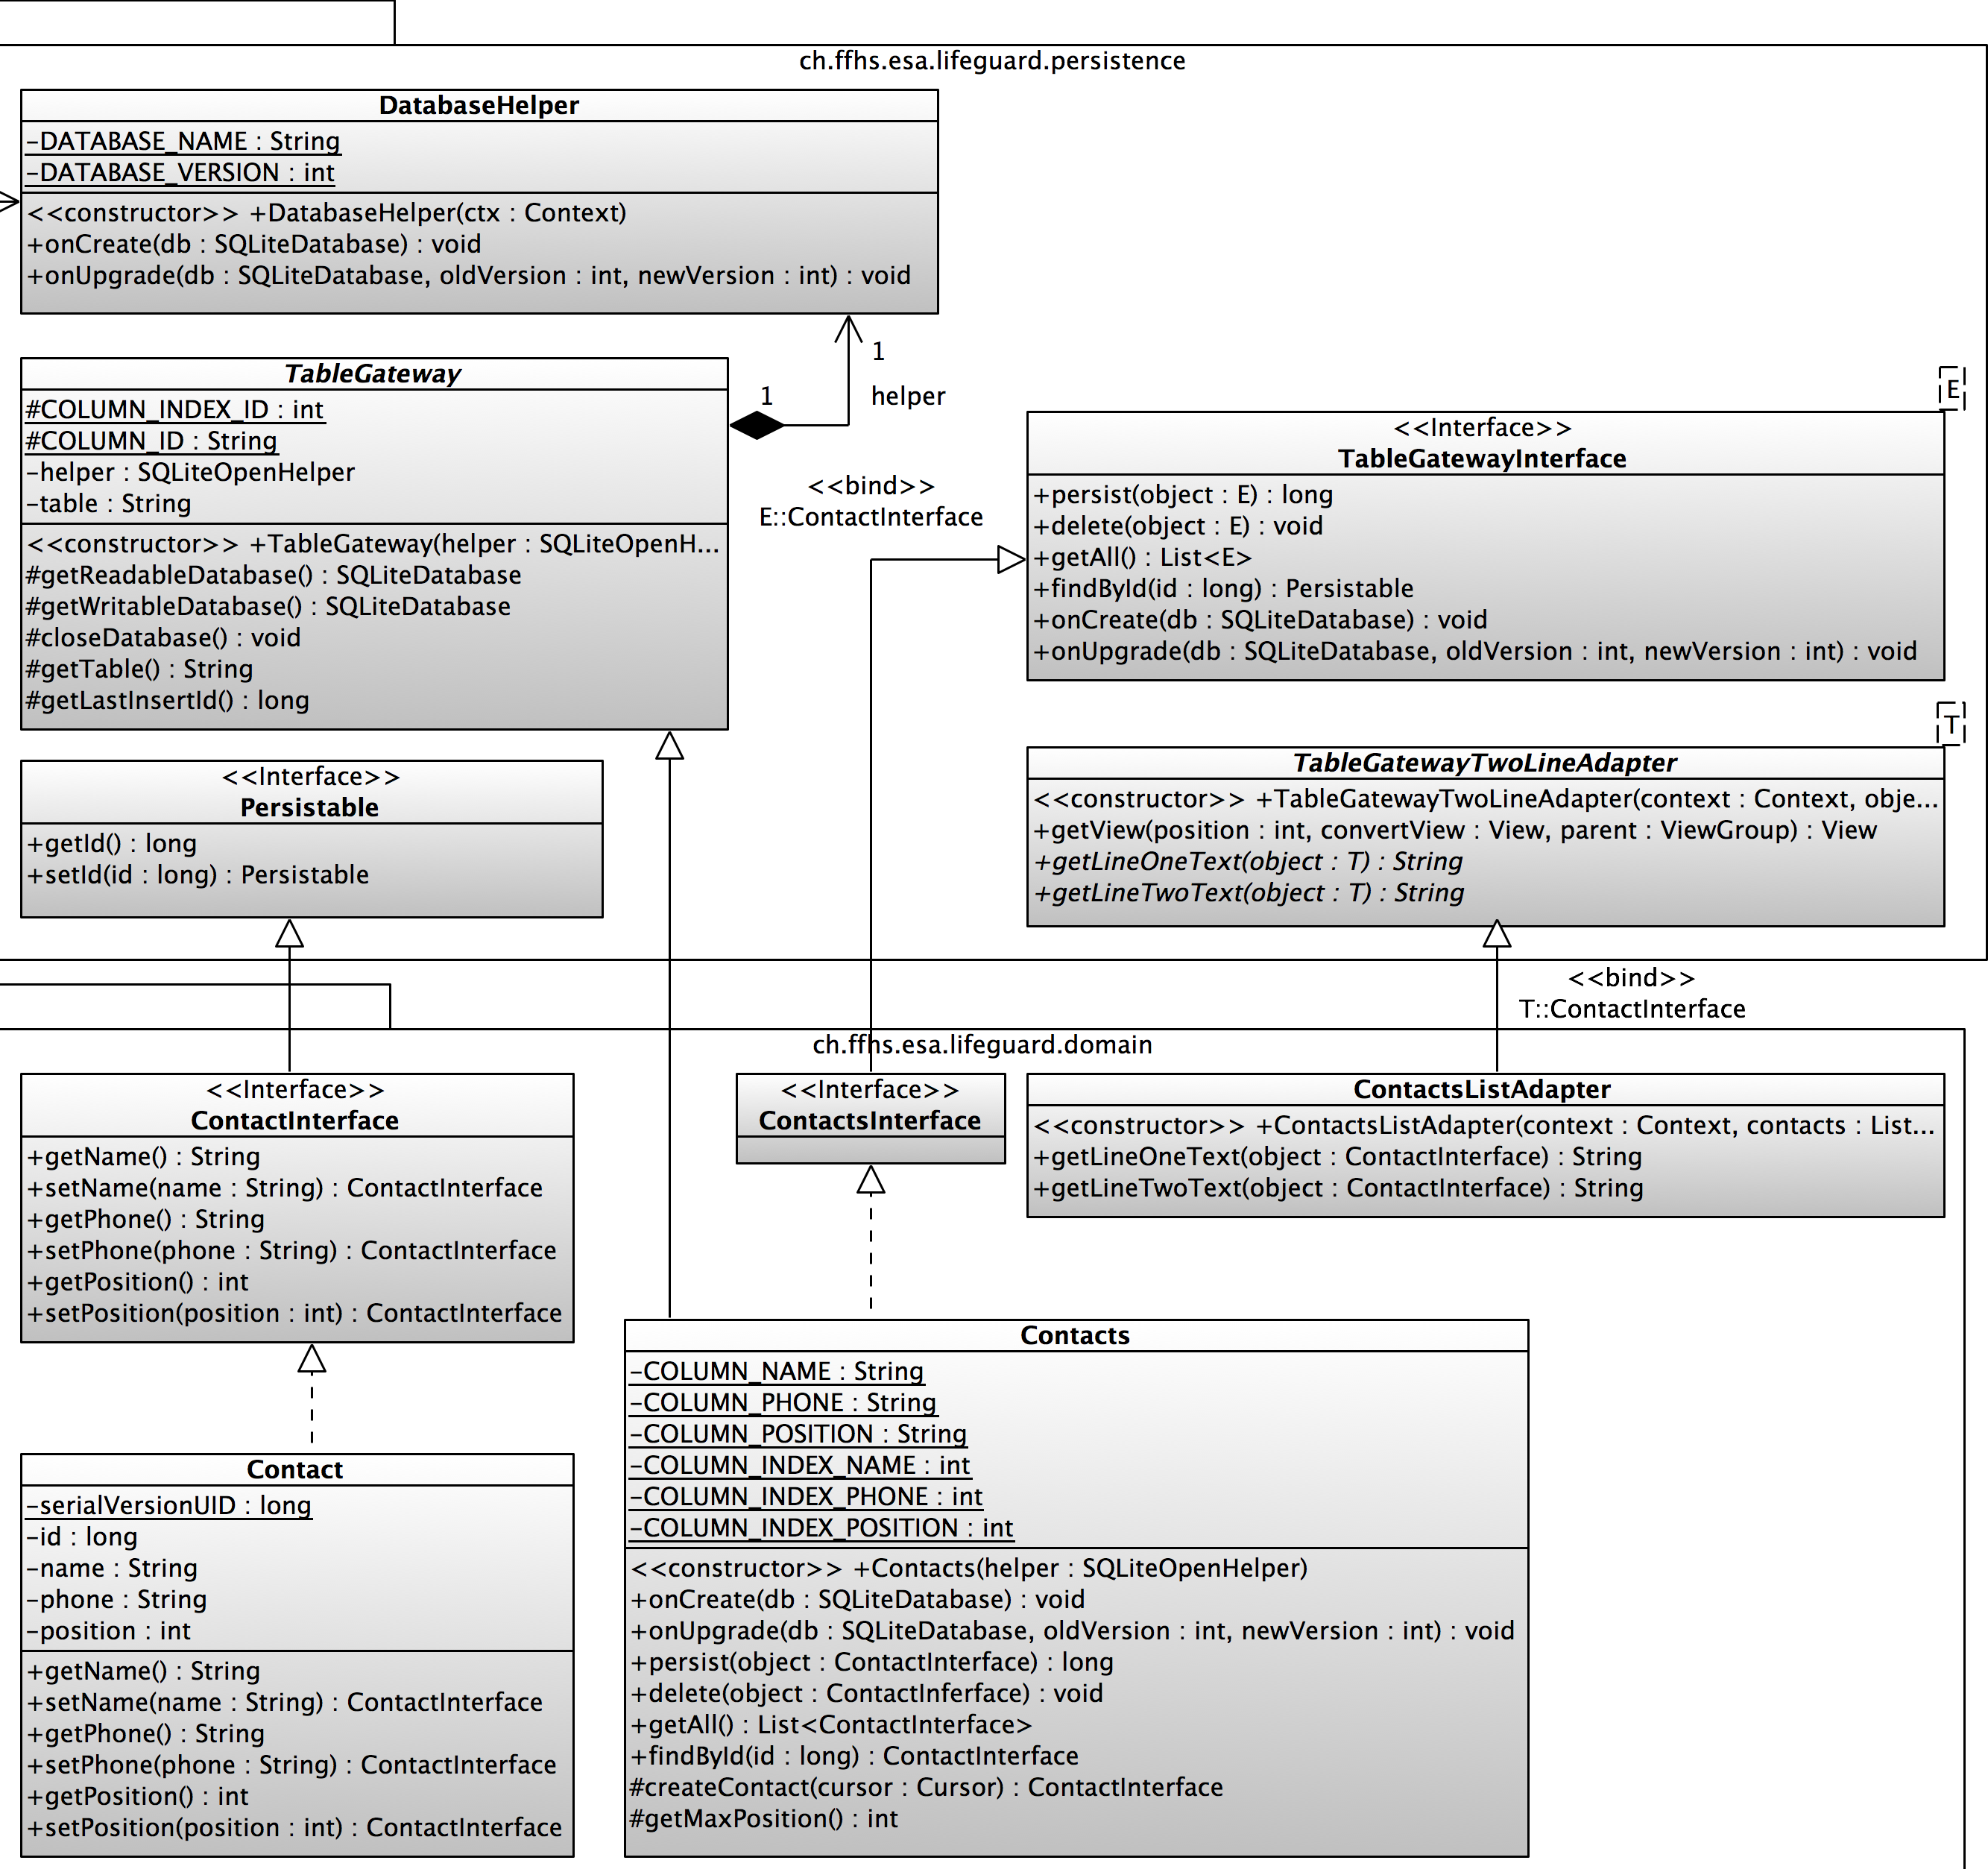 ch.ffhs.esa.lifeguard.persistence
DatabaseHelper
-DATABASE_NAME : String
-DATABASE_VERSION : int
<<constructor>> +DatabaseHelper(ctx : Context)
+onCreate(db : SQLiteDatabase) : void
+onUpgrade(db : SQLiteDatabase, oldVersion : int, newVersion : int) : void
1
helper
1
TableGateway
#COLUMN_INDEX_ID : int
#COLUMN_ID : String
-helper : SQLiteOpenHelper
-table : String
<<constructor>> +TableGateway(helper : SQLiteOpenH...
#getReadableDatabase() : SQLiteDatabase
#getWritableDatabase() : SQLiteDatabase
#closeDatabase() : void
#getTable() : String
#getLastInsertId() : long
<<bind>>
E::ContactInterface
E
<<Interface>>
TableGatewayInterface
+persist(object : E) : long
+delete(object : E) : void
+getAll() : List<E>
+findById(id : long) : Persistable
+onCreate(db : SQLiteDatabase) : void
+onUpgrade(db : SQLiteDatabase, oldVersion : int, newVersion : int) : void
T
TableGatewayTwoLineAdapter
<<constructor>> +TableGatewayTwoLineAdapter(context : Context, obje...
+getView(position : int, convertView : View, parent : ViewGroup) : View
+getLineOneText(object : T) : String
+getLineTwoText(object : T) : String
<<Interface>>
Persistable
+getId() : long
+setId(id : long) : Persistable
<<bind>>
T::ContactInterface
ch.ffhs.esa.lifeguard.domain
<<Interface>>
ContactInterface
+getName() : String
+setName(name : String) : ContactInterface
+getPhone() : String
+setPhone(phone : String) : ContactInterface
+getPosition() : int
+setPosition(position : int) : ContactInterface
<<Interface>>
ContactsInterface
ContactsListAdapter
<<constructor>> +ContactsListAdapter(context : Context, contacts : List...
+getLineOneText(object : ContactInterface) : String
+getLineTwoText(object : ContactInterface) : String
Contact
-serialVersionUID : long
-id : long
-name : String
-phone : String
-position : int
+getName() : String
+setName(name : String) : ContactInterface
+getPhone() : String
+setPhone(phone : String) : ContactInterface
+getPosition() : int
+setPosition(position : int) : ContactInterface
Contacts
-COLUMN_NAME : String
-COLUMN_PHONE : String
-COLUMN_POSITION : String
-COLUMN_INDEX_NAME : int
-COLUMN_INDEX_PHONE : int
-COLUMN_INDEX_POSITION : int
<<constructor>> +Contacts(helper : SQLiteOpenHelper)
+onCreate(db : SQLiteDatabase) : void
+onUpgrade(db : SQLiteDatabase, oldVersion : int, newVersion : int) : void
+persist(object : ContactInterface) : long
+delete(object : ContactInferface) : void
+getAll() : List<ContactInterface>
+findById(id : long) : ContactInterface
#createContact(cursor : Cursor) : ContactInterface
#getMaxPosition() : int